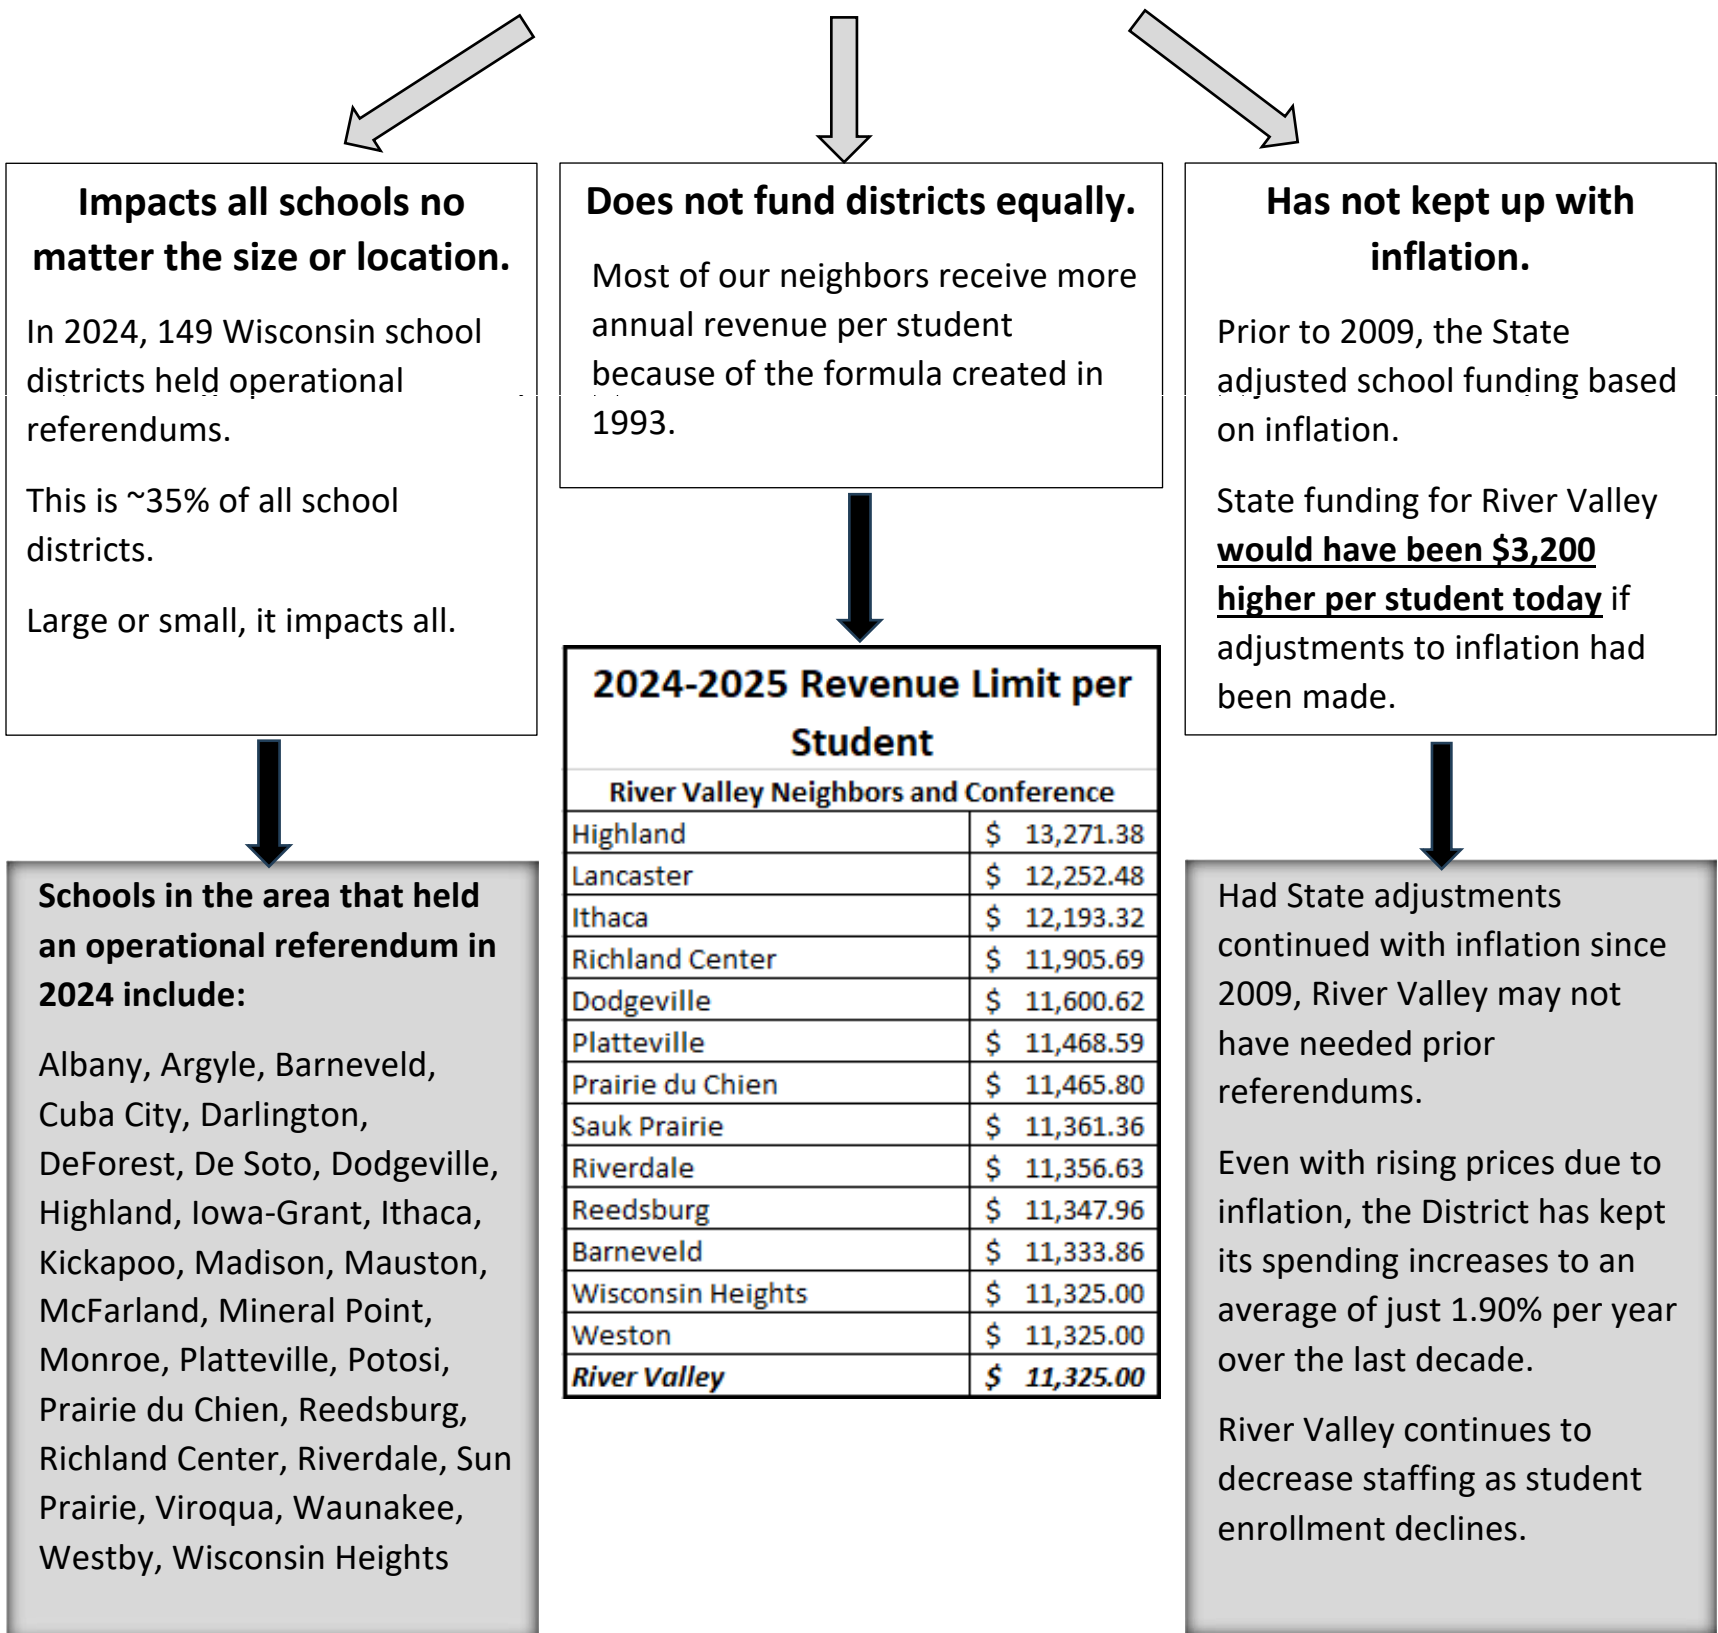 Impacts all schools no
matter the size or location.
In 2024, 149 Wisconsin school
districts held operational
referendums.
This is ~35% of all school
districts.
Large or small, it impacts all.
Schools in the area that held
an operational referendum in
2024 include:
Albany, Argyle, Barneveld,
Cuba City, Darlington,
DeForest, De Soto, Dodgeville,
Highland, Iowa-Grant, Ithaca,
Kickapoo, Madison, Mauston,
McFarland, Mineral Point,
Monroe, Platteville, Potosi,
Prairie du Chien, Reedsburg,
Richland Center, Riverdale, Sun
Prairie, Viroqua, Waunakee,
Westby, Wisconsin Heights
Does not fund districts equally.
Most of our neighbors receive more
annual revenue per student
because of the formula created in
1993.
2024-2025 Revenue Limit per
Student
River Valley Neighbors and Conference
Highland $ 13,271.38
Lancaster $ 12,252.48
Ithaca $ 12,193.32
Richland Center $ 11,905.69
Dodgeville $ 11,600.62
Platteville $ 11,468.59
Prairie du Chien $ 11,465.80
Sauk Prairie $ 11,361.36
Riverdale $ 11,356.63
Reedsburg $ 11,347.96
Barneveld $ 11,333.86
Wisconsin Heights $ 11,325.00
Weston $ 11,325.00
River Valley $ 11,325.00
Has not kept up with
inflation.
Prior to 2009, the State
adjusted school funding based
on inflation.
State funding for River Valley
would have been $3,200
higher per student today if
adjustments to inflation had
been made.
Had State adjustments
continued with inflation since
2009, River Valley may not
have needed prior
referendums.
Even with rising prices due to
inflation, the District has kept
its spending increases to an
average of just 1.90% per year
over the last decade.
River Valley continues to
decrease staffing as student
enrollment declines.